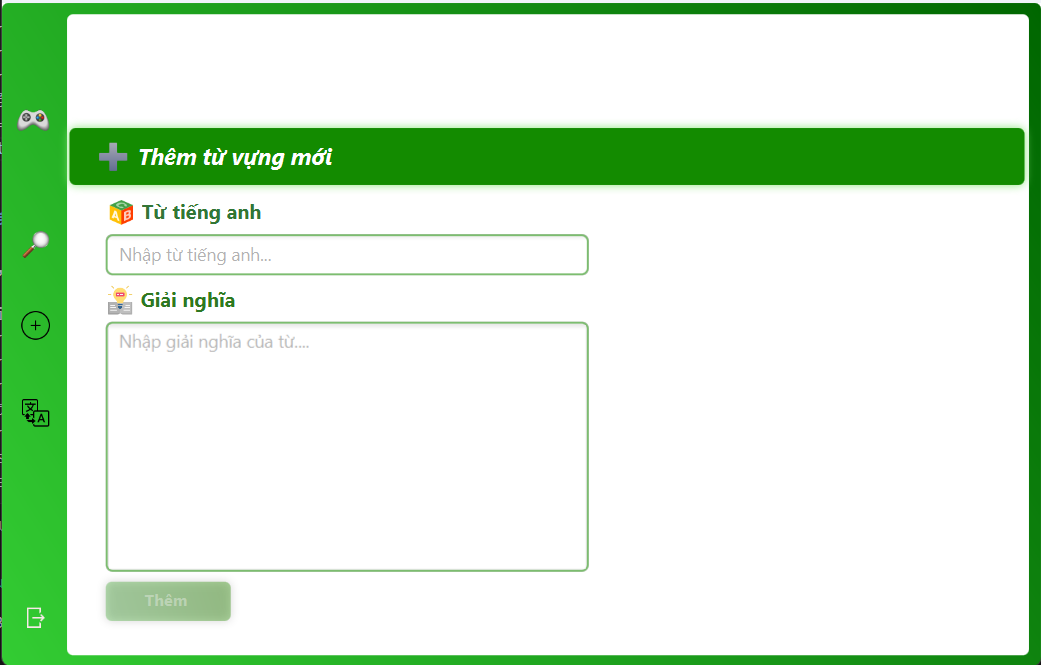 Thêm từ vựng mới
Từ tiếng anh
Nhập từ tiếng anh...
Giải nghĩa
Nhập giải nghĩa của từ....
Thêm